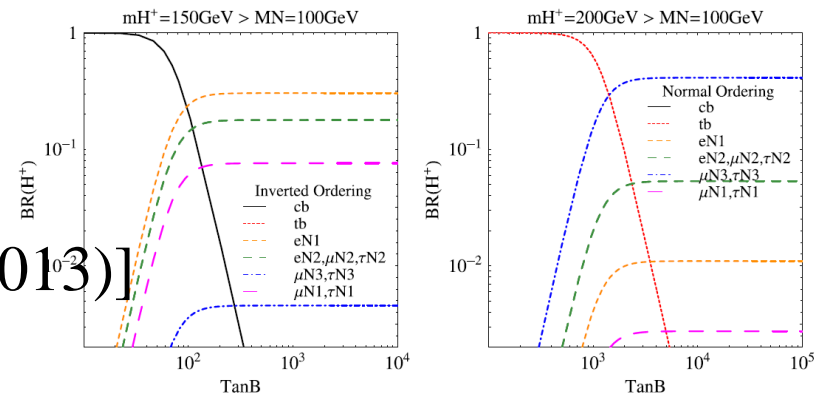 mH⁺=150GeV > MN=100GeV
1
10⁻¹
10⁻²
BR(H⁺)
Inverted Ordering
cb
tb
eN1
eN2,μN2,τN2
μN3,τN3
μN1,τN1
013)]
10² 10³ 10⁴
TanB
mH⁺=200GeV > MN=100GeV
1
10⁻¹
10⁻²
BR(H⁺)
Normal Ordering
cb
tb
eN1
eN2,μN2,τN2
μN3,τN3
μN1,τN1
10³ 10⁴ 10⁵
TanB